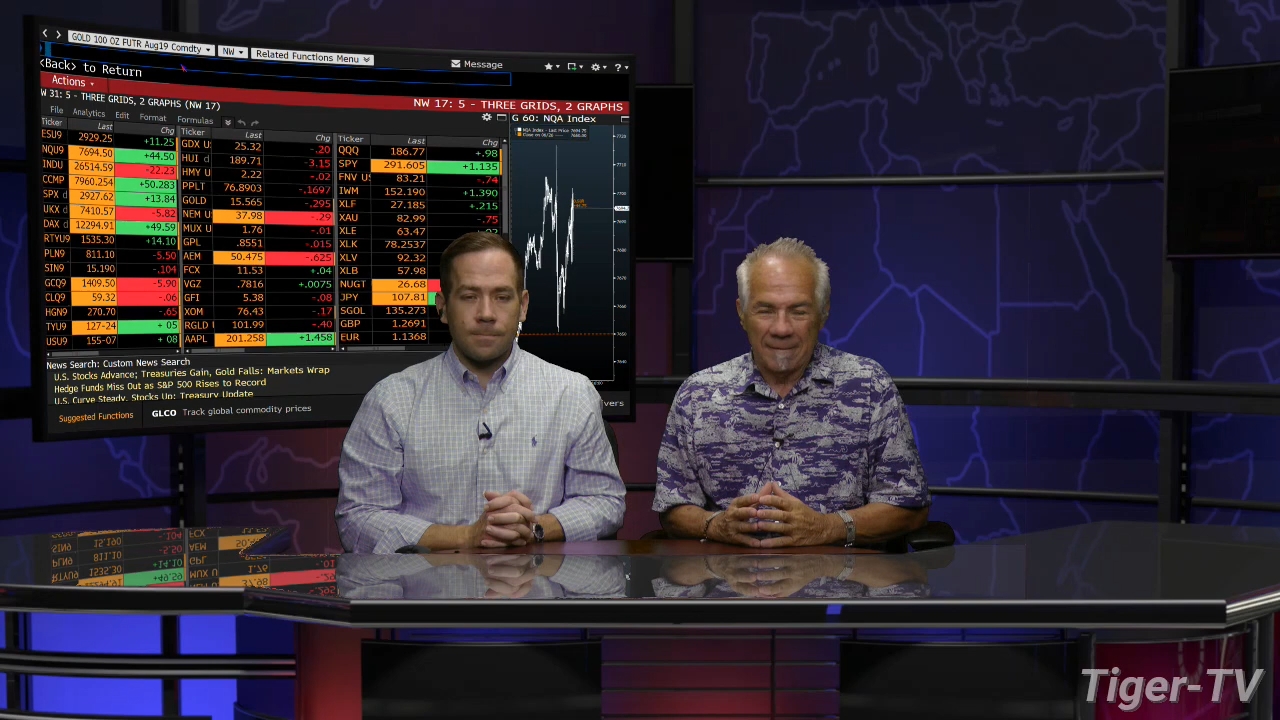 GOLD 100 OZ FUTR Aug19 Comdty NW Related Functions Menu
Message
<Back> to Return
Actions
W 31: 5 - THREE GRIDS, 2 GRAPHS (NW 17) NW 17: 5 - THREE GRIDS, 2 GRAPHS
File Analytics Edit Format Formulas
G 60: NQA Index
Ticker Last Chg Ticker Last Chg Ticker Last Chg
ESU9 2929.25 +11.25 GDX U 25.32 -.20 QQQ 186.77 +.98
NQU9 7694.50 +44.50 HUI d 189.71 -3.15 SPY 291.605 +1.135
INDU 26514.59 -22.23 HMY U 2.22 -.02 FNV US 83.21 -.74
CCMP 7960.254 +50.283 PPLT 76.8903 -.1697 IWM 152.190 +1.390
SPX d 2927.62 +13.84 GOLD 15.565 -.295 XLF 27.185 +.215
UKX d 7410.57 -5.82 NEM U 37.98 -.29 XAU 82.99 -.75
DAX d 12294.91 +49.59 MUX U 1.76 -.01 XLE 63.47
RTYU9 1535.30 +14.10 GPL .8551 -.015 XLK 78.2537
PLN9 811.10 -5.50 AEM 50.475 -.625 XLV 92.32
SIN9 15.190 -.104 FCX 11.53 +.04 XLB 57.98
GCQ9 1409.50 -5.90 VGZ .7816 +.0075 NUGT 26.68
CLQ9 59.32 -.06 GFI 5.38 -.08 JPY 107.81
HGN9 270.70 -.65 XOM 76.43 -.17 SGOL 135.273
TYU9 127-24 + 05 RGLD U 101.99 -.40 GBP 1.2691
USU9 155-07 + 08 AAPL 201.258 +1.458 EUR 1.1368
News Search: Custom News Search
U.S. Stocks Advance; Treasuries Gain, Gold Falls: Markets Wrap
Hedge Funds Miss Out as S&P 500 Rises to Record
U.S. Curve Steady, Stocks Up: Treasury Update
Suggested Functions GLCO Track global commodity prices
vers
Tiger-TV